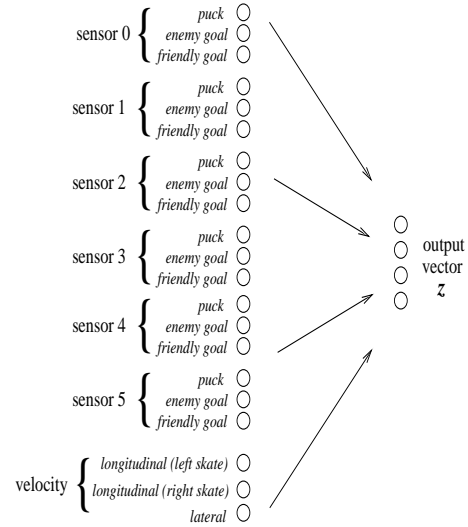 puck
sensor 0 { enemy goal
friendly goal
puck
sensor 1 { enemy goal
friendly goal
puck
sensor 2 { enemy goal
friendly goal
puck
sensor 3 { enemy goal
friendly goal
puck
sensor 4 { enemy goal
friendly goal
puck
sensor 5 { enemy goal
friendly goal
longitudinal (left skate)
velocity { longitudinal (right skate)
lateral
output
vector
z